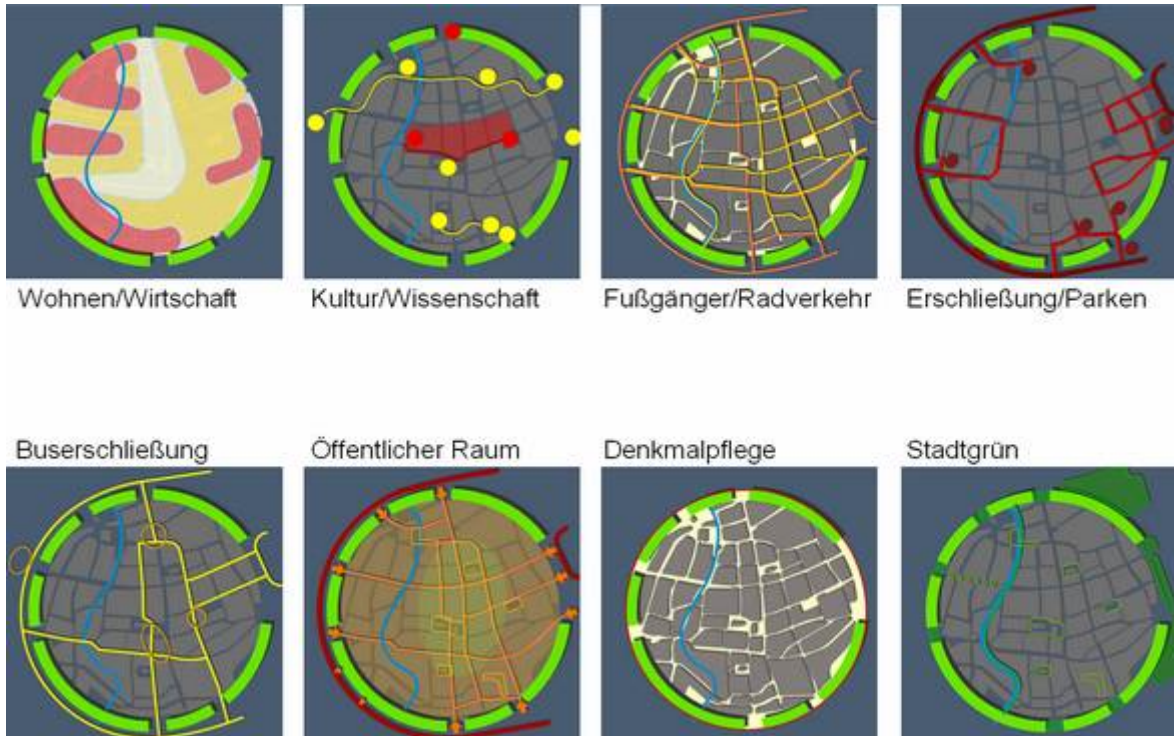 Wohnen/Wirtschaft
Kultur/Wissenschaft
Fußgänger/Radverkehr
Erschließung/Parken
Buserschließung
Öffentlicher Raum
Denkmalpflege
Stadtgrün